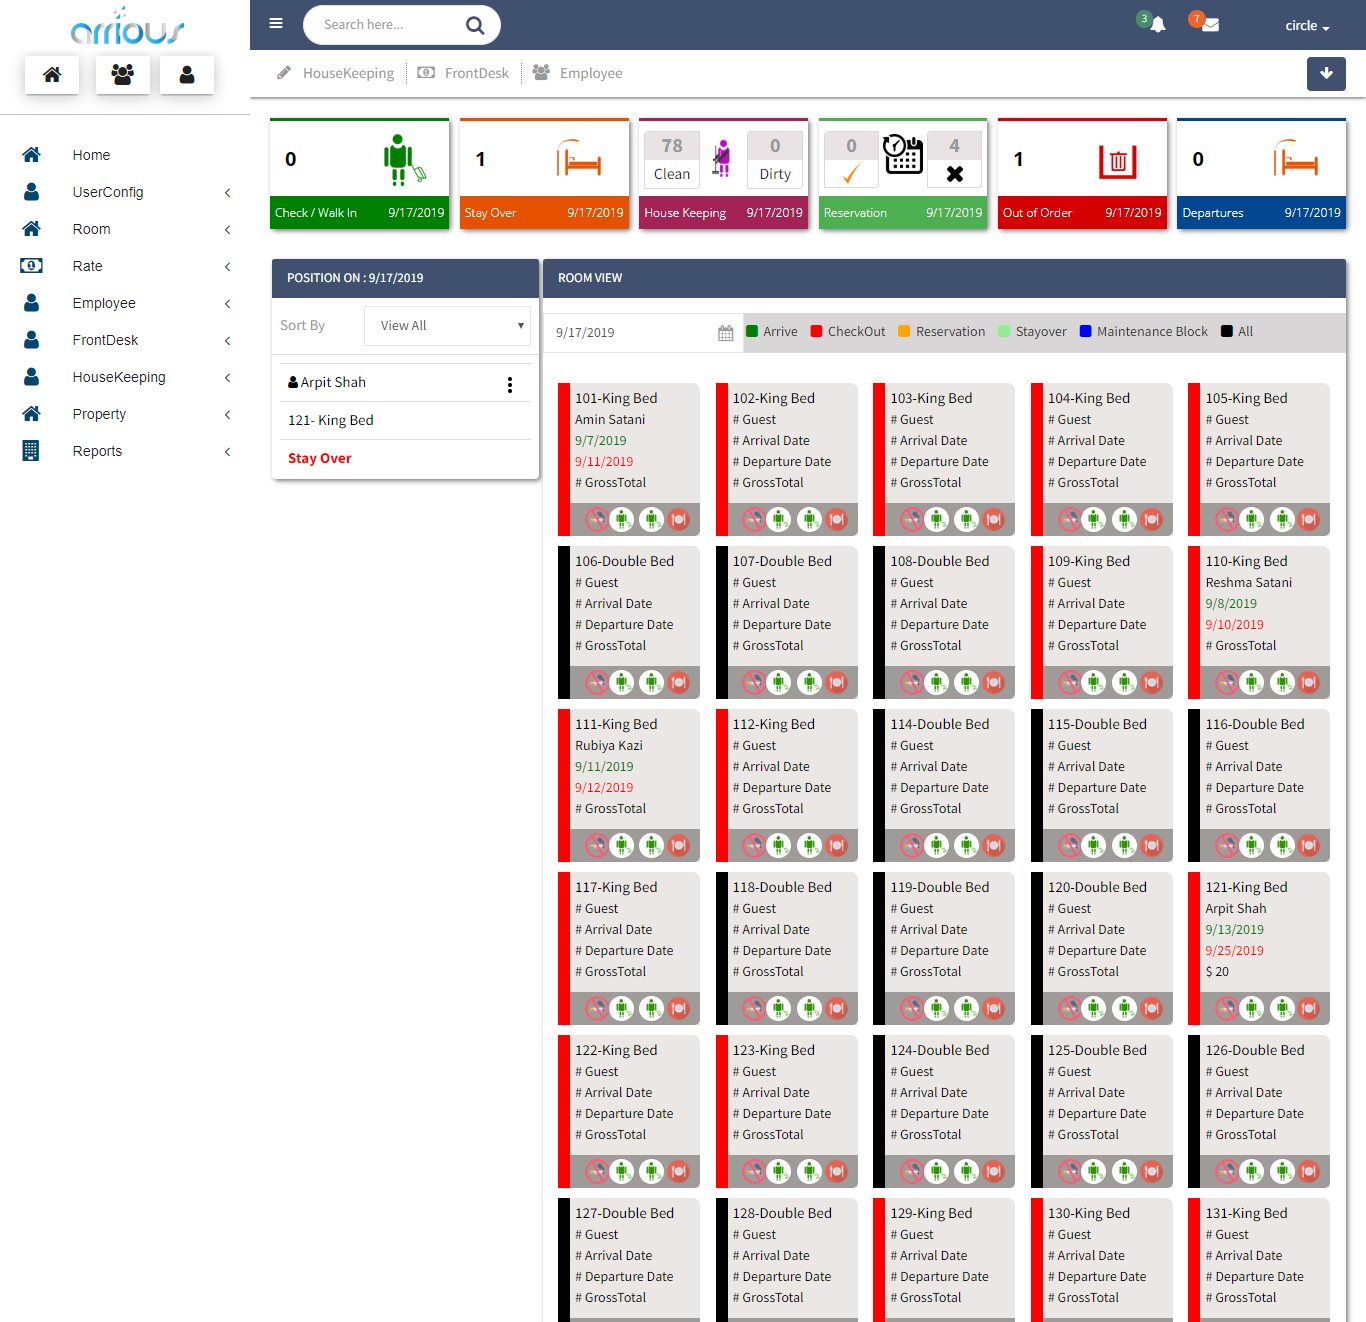 arrious
Search here...
3
7
circle
HouseKeeping
FrontDesk
Employee
Home
UserConfig
Room
Rate
Employee
FrontDesk
HouseKeeping
Property
Reports
0
Check / Walk In 9/17/2019
1
Stay Over 9/17/2019
78 0
Clean Dirty
House Keeping 9/17/2019
0 4
Reservation 9/17/2019
1
Out of Order 9/17/2019
0
Departures 9/17/2019
POSITION ON : 9/17/2019
Sort By View All
Arpit Shah
121- King Bed
Stay Over
ROOM VIEW
9/17/2019 Arrive CheckOut Reservation Stayover Maintenance Block All
101-King Bed 102-King Bed 103-King Bed 104-King Bed 105-King Bed
Amin Satani # Guest # Guest # Guest # Guest
9/7/2019 # Arrival Date # Arrival Date # Arrival Date # Arrival Date
9/11/2019 # Departure Date # Departure Date # Departure Date # Departure Date
# GrossTotal # GrossTotal # GrossTotal # GrossTotal # GrossTotal
106-Double Bed 107-Double Bed 108-Double Bed 109-King Bed 110-King Bed
# Guest # Guest # Guest # Guest Reshma Satani
# Arrival Date # Arrival Date # Arrival Date # Arrival Date 9/8/2019
# Departure Date # Departure Date # Departure Date # Departure Date 9/10/2019
# GrossTotal # GrossTotal # GrossTotal # GrossTotal # GrossTotal
111-King Bed 112-King Bed 114-Double Bed 115-Double Bed 116-Double Bed
Rubiya Kazi # Guest # Guest # Guest # Guest
9/11/2019 # Arrival Date # Arrival Date # Arrival Date # Arrival Date
9/12/2019 # Departure Date # Departure Date # Departure Date # Departure Date
# GrossTotal # GrossTotal # GrossTotal # GrossTotal # GrossTotal
117-King Bed 118-Double Bed 119-Double Bed 120-Double Bed 121-King Bed
# Guest # Guest # Guest # Guest Arpit Shah
# Arrival Date # Arrival Date # Arrival Date # Arrival Date 9/13/2019
# Departure Date # Departure Date # Departure Date # Departure Date 9/25/2019
# GrossTotal # GrossTotal # GrossTotal # GrossTotal $ 20
122-King Bed 123-King Bed 124-Double Bed 125-Double Bed 126-Double Bed
# Guest # Guest # Guest # Guest # Guest
# Arrival Date # Arrival Date # Arrival Date # Arrival Date # Arrival Date
# Departure Date # Departure Date # Departure Date # Departure Date # Departure Date
# GrossTotal # GrossTotal # GrossTotal # GrossTotal # GrossTotal
127-Double Bed 128-Double Bed 129-King Bed 130-King Bed 131-King Bed
# Guest # Guest # Guest # Guest # Guest
# Arrival Date # Arrival Date # Arrival Date # Arrival Date # Arrival Date
# Departure Date # Departure Date # Departure Date # Departure Date # Departure Date
# GrossTotal # GrossTotal # GrossTotal # GrossTotal # GrossTotal